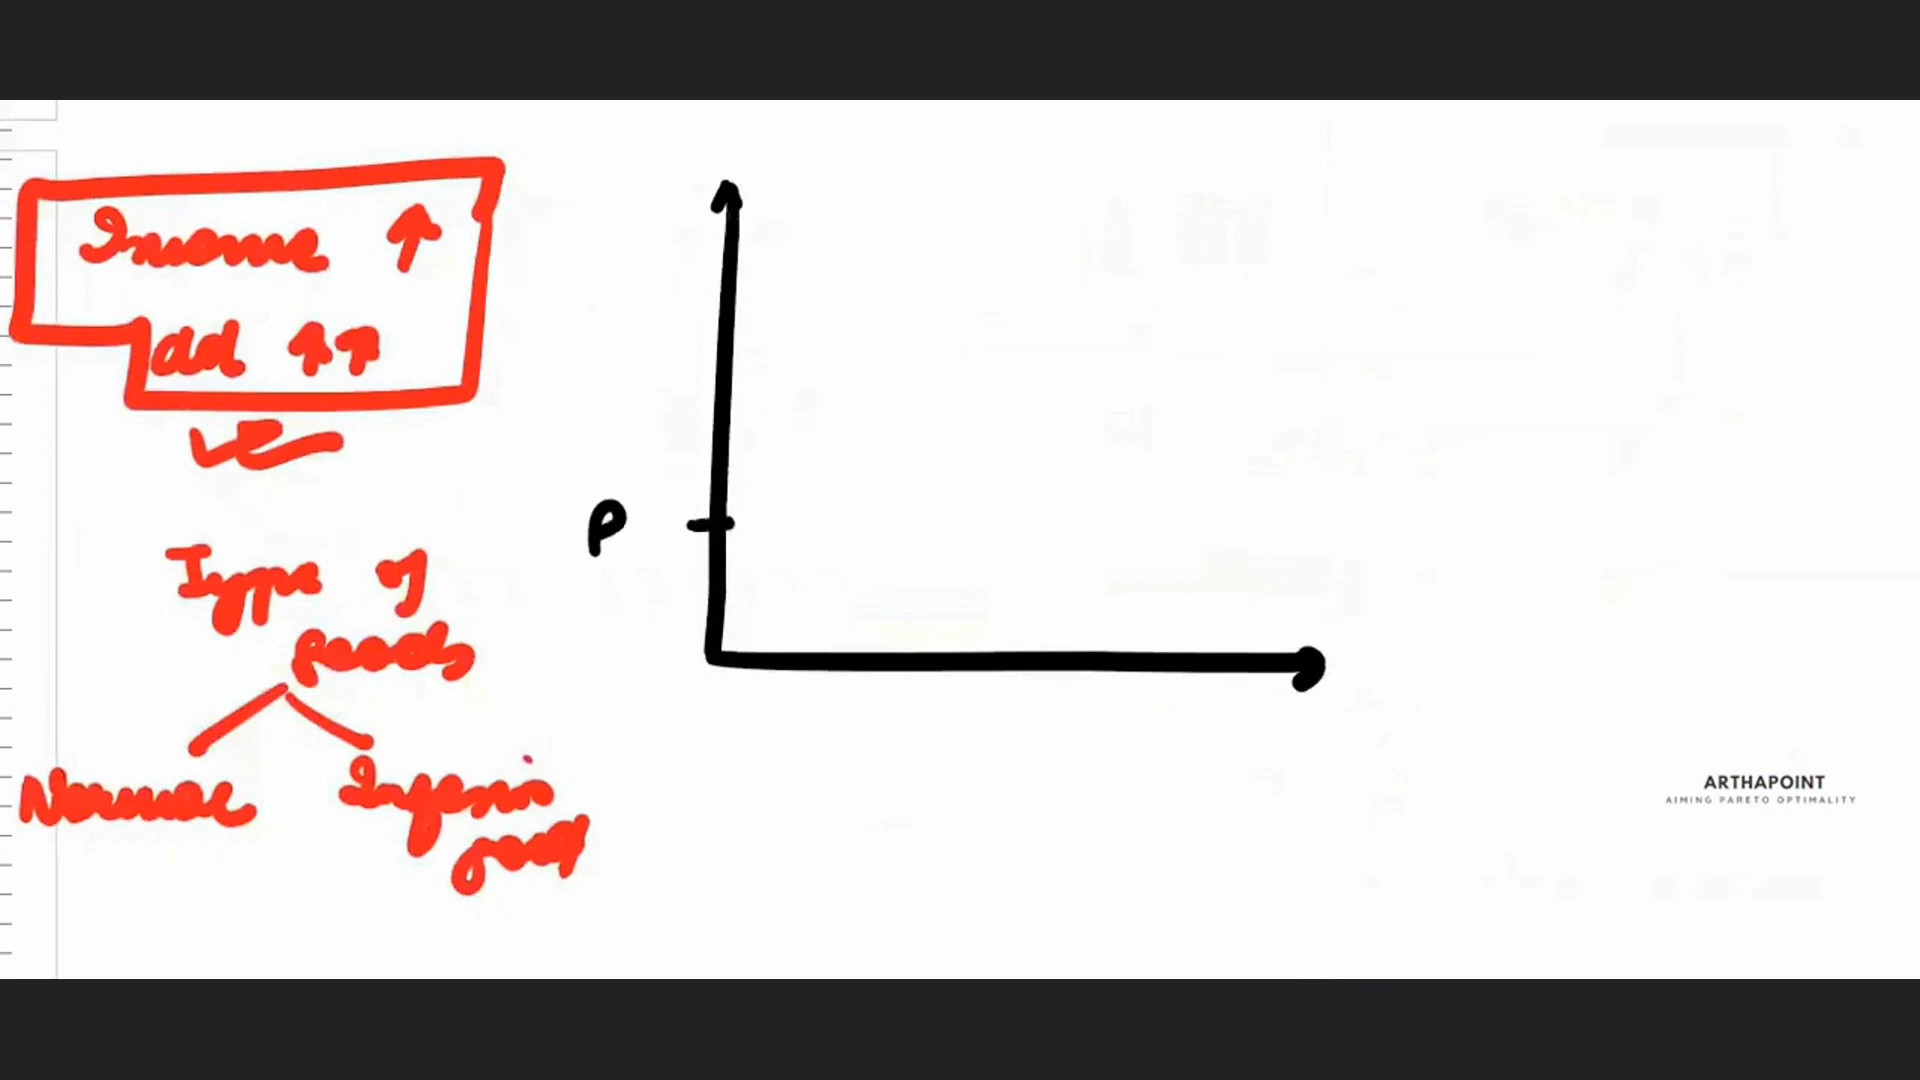 Income ↑
dd ↑↑
Type of
goods
Normal
Inferior
good
P
ARTHAPOINT
AIMING PARETO OPTIMALITY